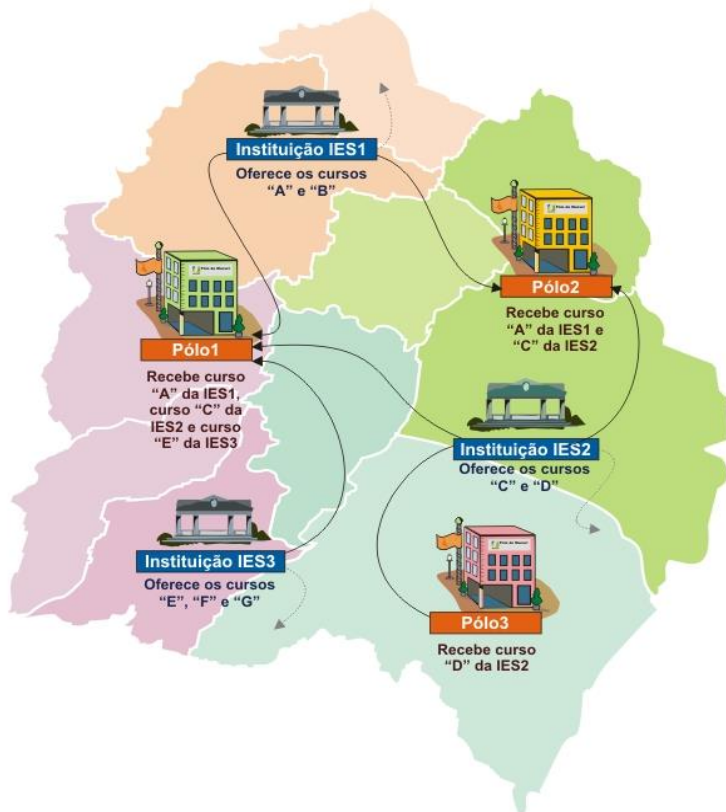 Instituição IES1
Oferece os cursos
“A” e “B”
Pólo2
Recebe curso
“A” da IES1 e
“C” da IES2
Pólo1
Recebe curso
“A” da IES1,
curso “C” da
IES2 e curso
“E” da IES3
Instituição IES2
Oferece os cursos
“C” e “D”
Instituição IES3
Oferece os cursos
“E”, “F” e “G”
Pólo3
Recebe curso
“D” da IES2